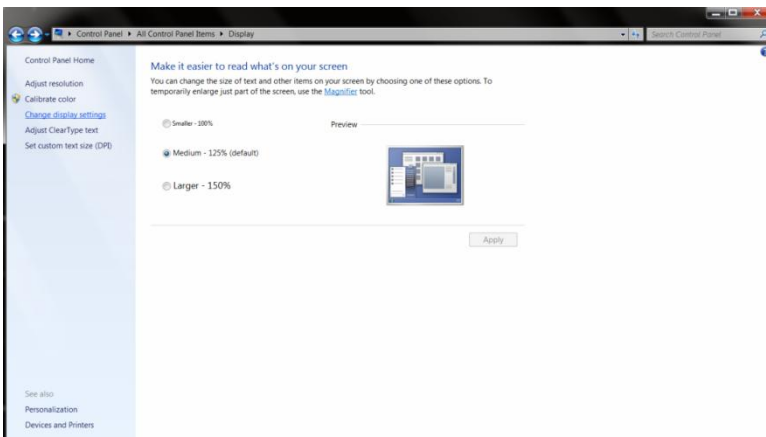 Control Panel ▸ All Control Panel Items ▸ Display
Search Control Panel
Control Panel Home
Adjust resolution
Calibrate color
Change display settings
Adjust ClearType text
Set custom text size (DPI)
Make it easier to read what's on your screen
You can change the size of text and other items on your screen by choosing one of these options. To
temporarily enlarge just part of the screen, use the Magnifier tool.
Smaller - 100%
Preview
Medium - 125% (default)
Larger - 150%
Apply
See also
Personalization
Devices and Printers